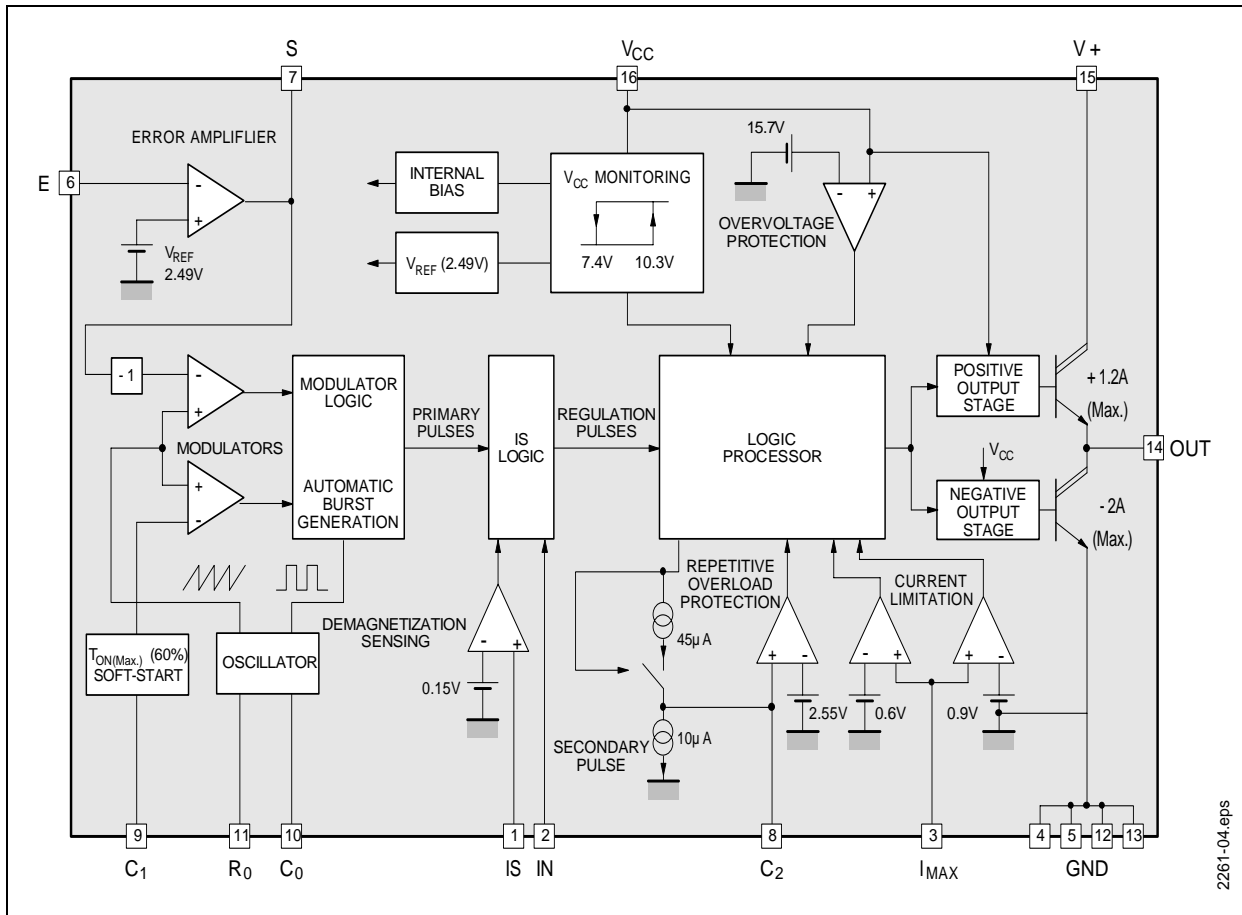 S
VCC
V +
7
16
15
ERROR AMPLIFLIER
15.7V
E
6
-
+
VREF
2.49V
INTERNAL
BIAS
VREF (2.49V)
VCC MONITORING
7.4V
10.3V
-
+
OVERVOLTAGE
PROTECTION
- 1
-
+
MODULATORS
+
-
MODULATOR
LOGIC
AUTOMATIC
BURST
GENERATION
PRIMARY
PULSES
IS
LOGIC
REGULATION
PULSES
LOGIC
PROCESSOR
POSITIVE
OUTPUT
STAGE
+ 1.2A
(Max.)
VCC
14
OUT
NEGATIVE
OUTPUT
STAGE
- 2A
(Max.)
TON(Max.) (60%)
SOFT-START
OSCILLATOR
DEMAGNETIZATION
SENSING
-
+
0.15V
REPETITIVE
OVERLOAD
PROTECTION
45µ A
10µ A
SECONDARY
PULSE
+
-
2.55V
CURRENT
LIMITATION
-
+
0.6V
+
-
0.9V
9
11
10
1
2
8
3
4
5
12
13
C1
R0
C0
IS
IN
C2
IMAX
GND
2261-04.eps